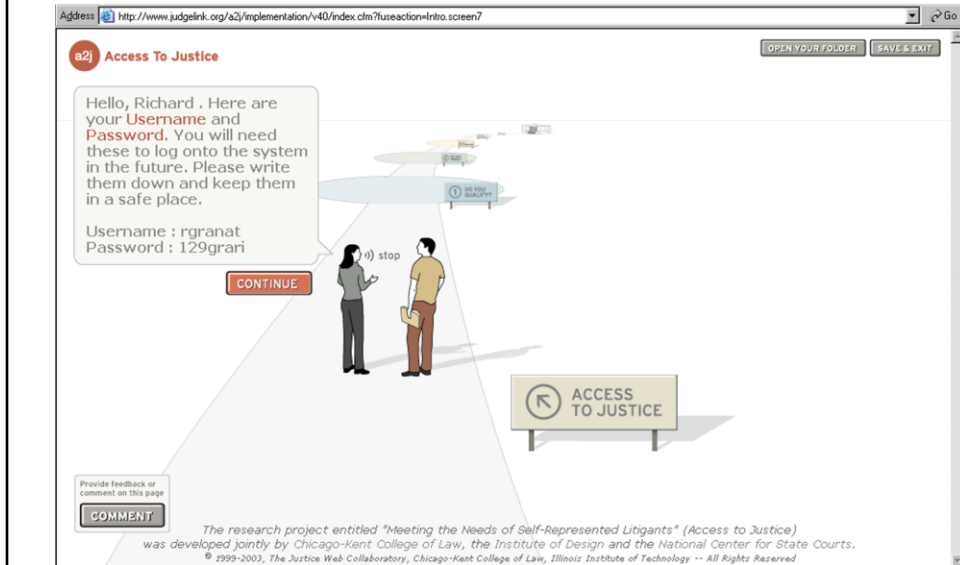 Address http://www.judgelink.org/a2j/implementation/v40/index.cfm?fuseaction=Intro.screen7 Go
a2j Access To Justice
OPEN YOUR FOLDER SAVE & EXIT
Hello, Richard . Here are
your Username and
Password. You will need
these to log onto the system
in the future. Please write
them down and keep them
in a safe place.
Username : rgranat
Password : 129grari
CONTINUE
1 DO YOU
QUALIFY?
stop
ACCESS
TO JUSTICE
Provide feedback or
comment on this page
COMMENT
The research project entitled "Meeting the Needs of Self-Represented Litigants" (Access to Justice)
was developed jointly by Chicago-Kent College of Law, the Institute of Design and the National Center for State Courts.
© 1999-2003, The Justice Web Collaboratory, Chicago-Kent College of Law, Illinois Institute of Technology -- All Rights Reserved